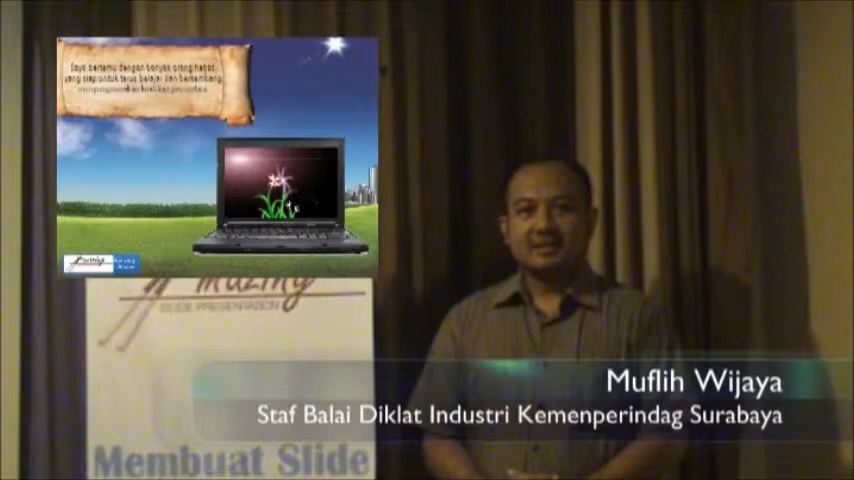 Saya bertemu dengan banyak orang hebat
yang siap untuk terus belajar dan berkembang
Amazing
SLIDE PRESENTATION
Muflih Wijaya
Staf Balai Diklat Industri Kemenperindag Surabaya
Membuat Slide